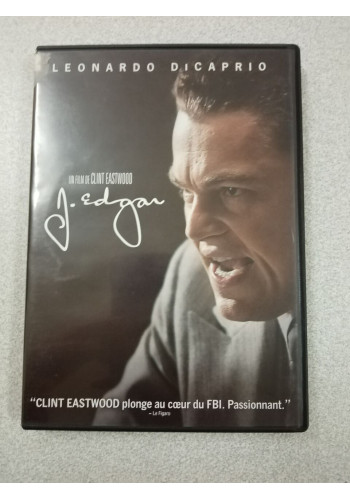 LEONARDO DiCAPRIO
UN FILM DE CLINT EASTWOOD
J. Edgar
“CLINT EASTWOOD plonge au cœur du FBI. Passionnant.”
– Le Figaro